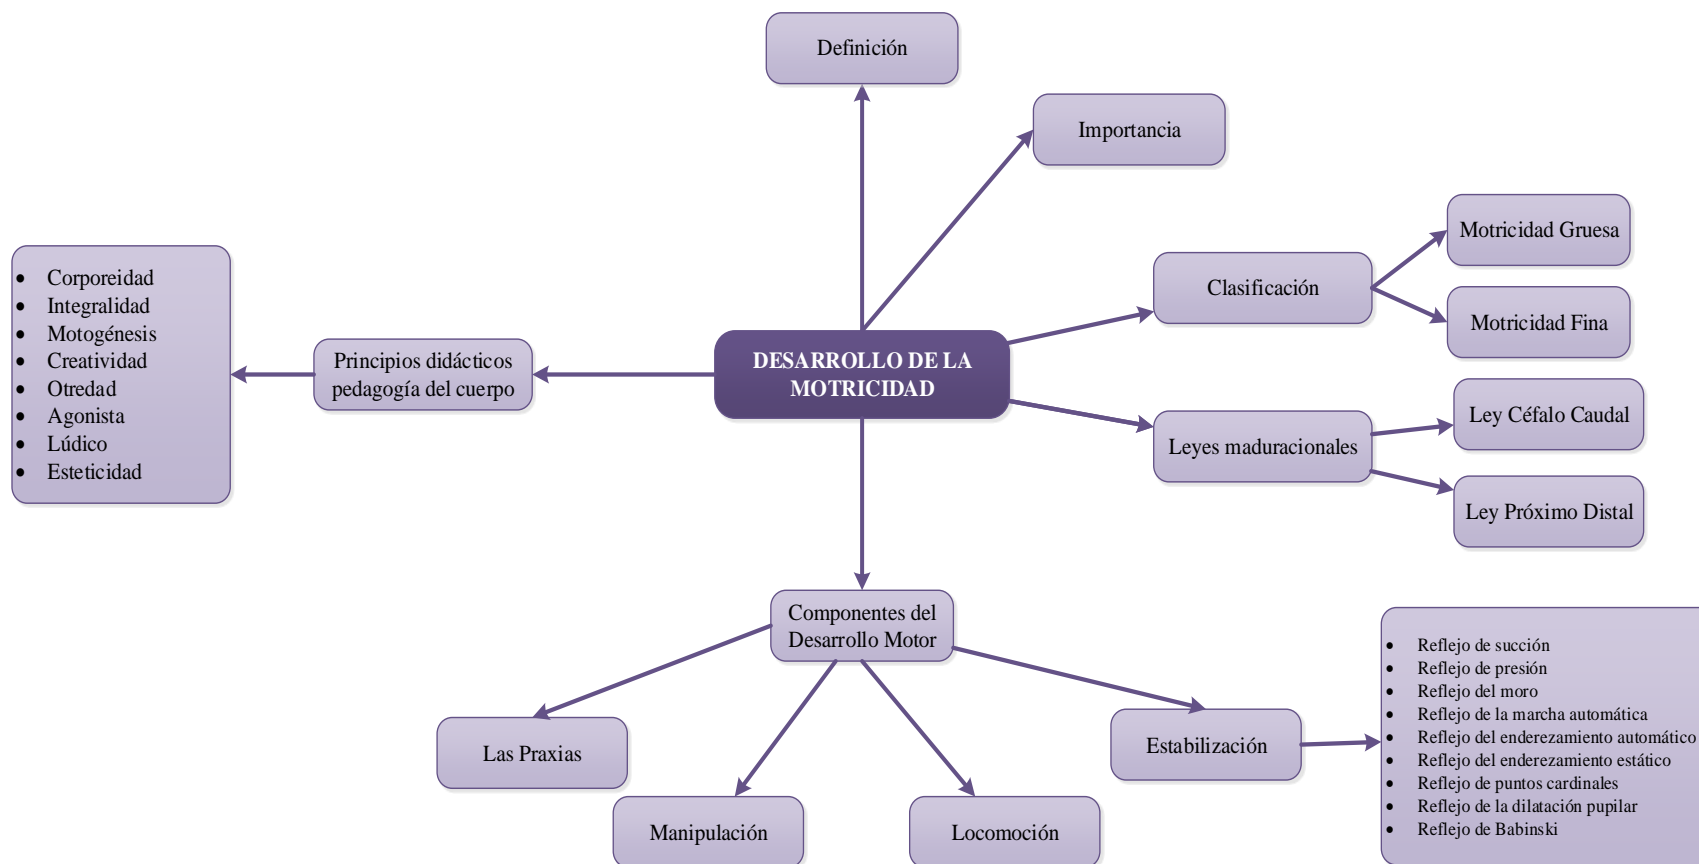 Definición
Importancia
Motricidad Gruesa
Clasificación
Motricidad Fina
• Corporeidad
• Integralidad
• Motogénesis
• Creatividad
• Otredad
• Agonista
• Lúdico
• Esteticidad
Principios didácticos
pedagogía del cuerpo
DESARROLLO DE LA
MOTRICIDAD
Ley Céfalo Caudal
Leyes maduracionales
Ley Próximo Distal
Componentes del
Desarrollo Motor
Las Praxias
Manipulación
Locomoción
Estabilización
• Reflejo de succión
• Reflejo de presión
• Reflejo del moro
• Reflejo de la marcha automática
• Reflejo del enderezamiento automático
• Reflejo del enderezamiento estático
• Reflejo de puntos cardinales
• Reflejo de la dilatación pupilar
• Reflejo de Babinski